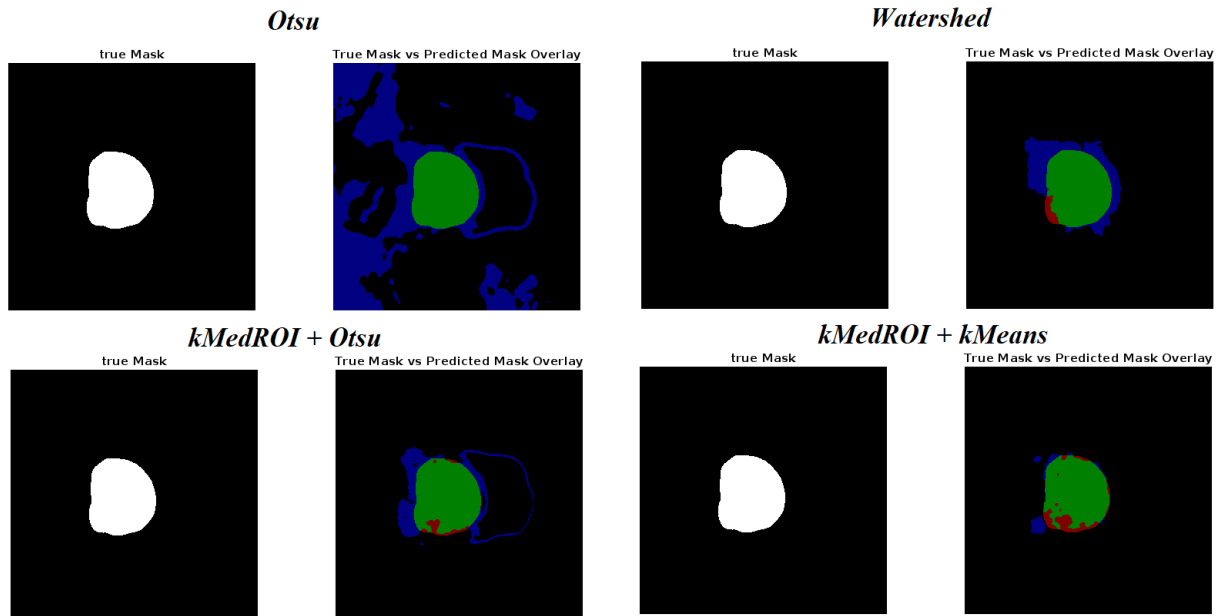 Otsu
Watershed
true Mask
True Mask vs Predicted Mask Overlay
true Mask
True Mask vs Predicted Mask Overlay
kMedROI + Otsu
kMedROI + kMeans
true Mask
True Mask vs Predicted Mask Overlay
true Mask
True Mask vs Predicted Mask Overlay